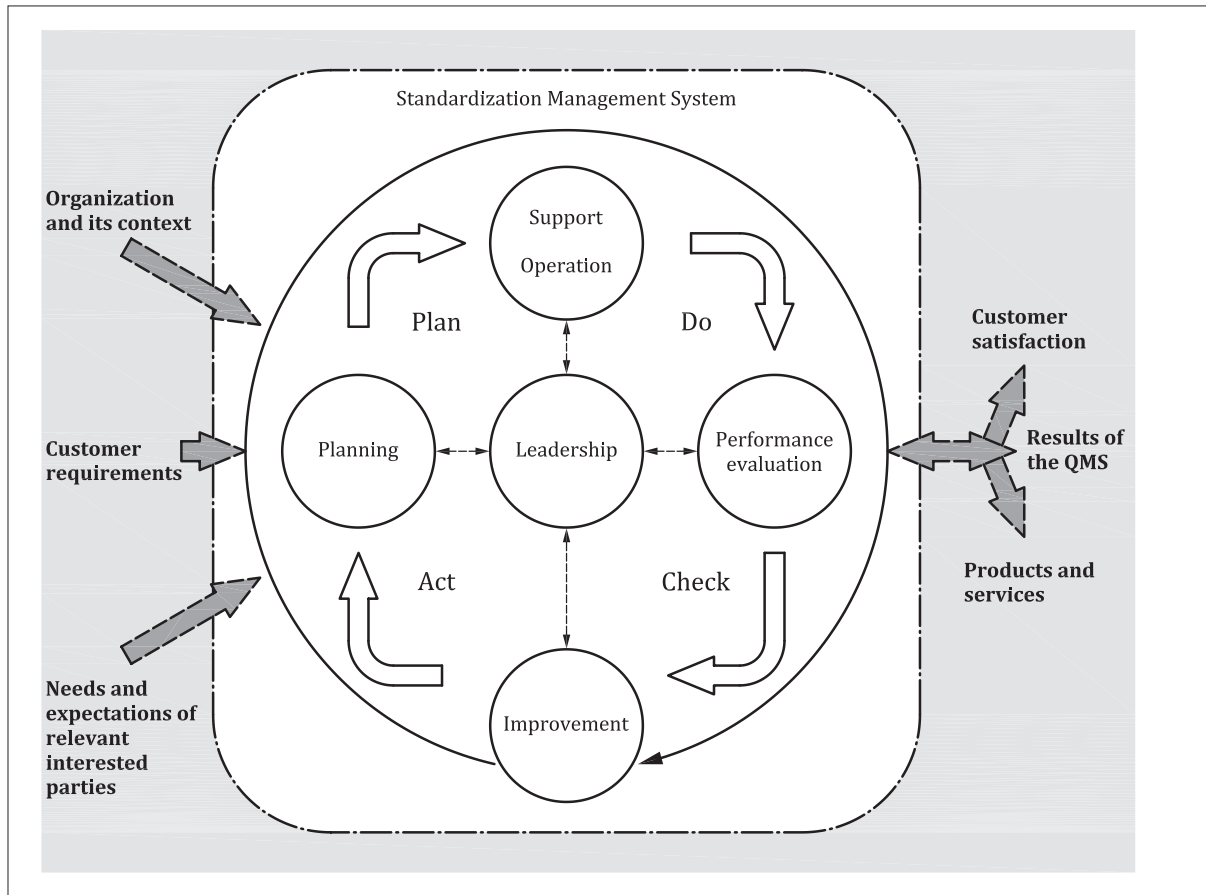 Standardization Management System
Organization
and its context
Support
Operation
Plan
Do
Customer
satisfaction
Customer
requirements
Planning
Leadership
Performance
evaluation
Results of
the QMS
Act
Check
Products and
services
Needs and
expectations of
relevant
interested
parties
Improvement